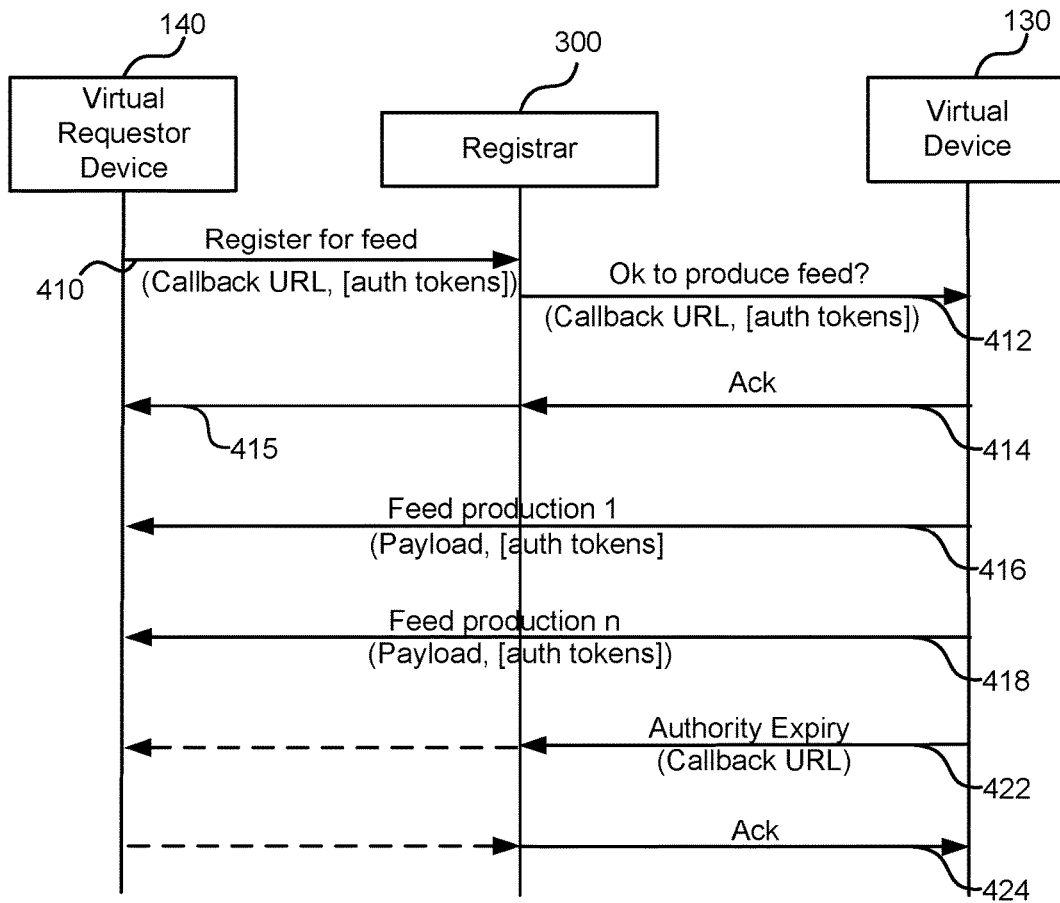 140
300
130
Virtual
Requestor
Device
Registrar
Virtual
Device
Register for feed
410
(Callback URL, [auth tokens])
Ok to produce feed?
(Callback URL, [auth tokens])
412
Ack
415
414
Feed production 1
(Payload, [auth tokens]
416
Feed production n
(Payload, [auth tokens])
418
Authority Expiry
(Callback URL)
422
Ack
424